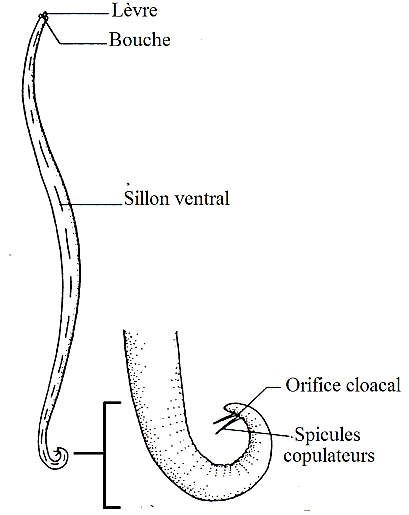 Lèvre
Bouche
Sillon ventral
Orifice cloacal
Spicules
copulateurs